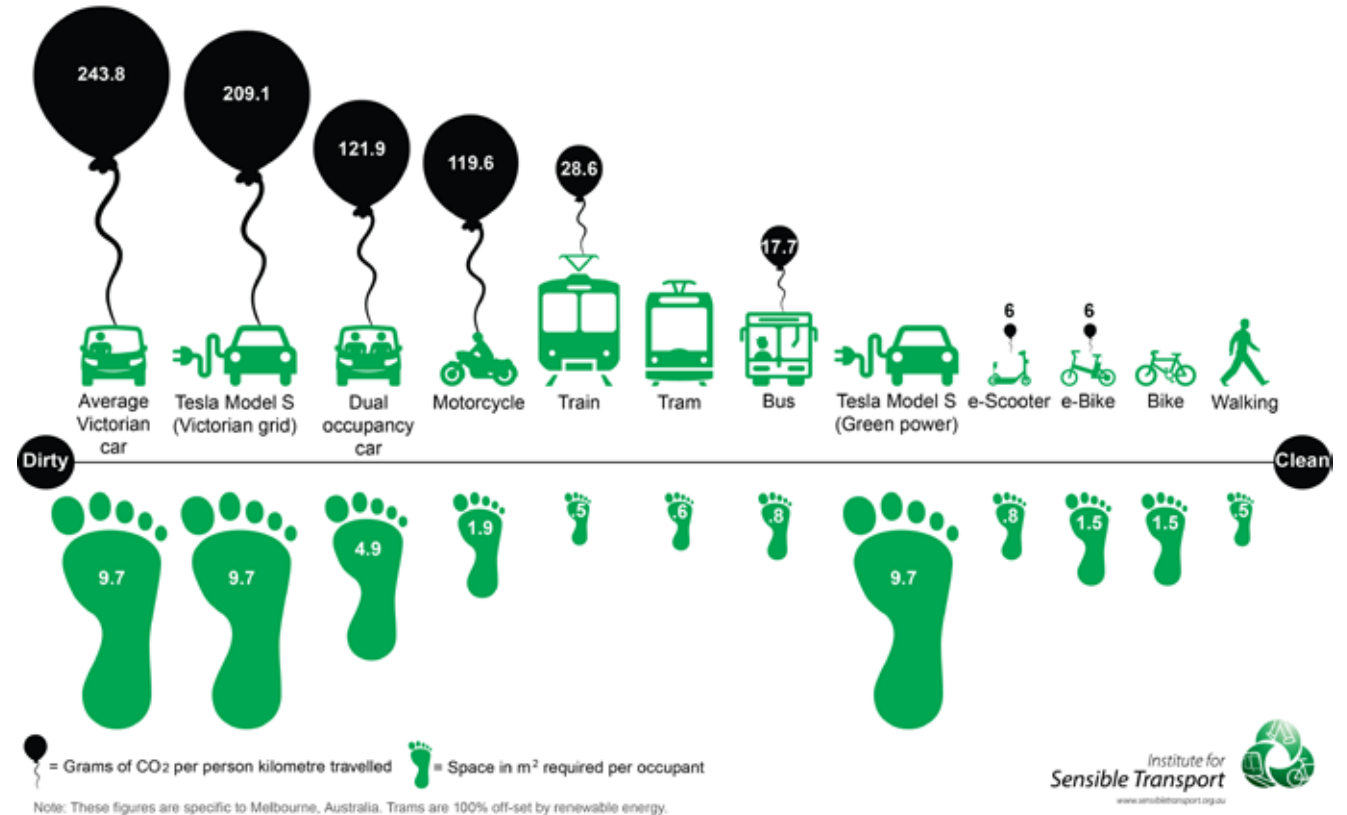 243.8
209.1
121.9
119.6
28.6
17.7
6
6
Average
Victorian
car
Tesla Model S
(Victorian grid)
Dual
occupancy
car
Motorcycle
Train
Tram
Bus
Tesla Model S
(Green power)
e-Scooter
e-Bike
Bike
Walking
Dirty
Clean
9.7
9.7
4.9
1.9
.5
.6
.8
9.7
.8
1.5
1.5
.5
= Grams of CO2 per person kilometre travelled
= Space in m² required per occupant
Note: These figures are specific to Melbourne, Australia. Trams are 100% off-set by renewable energy.
Institute for
Sensible Transport
www.sensibletransport.org.au